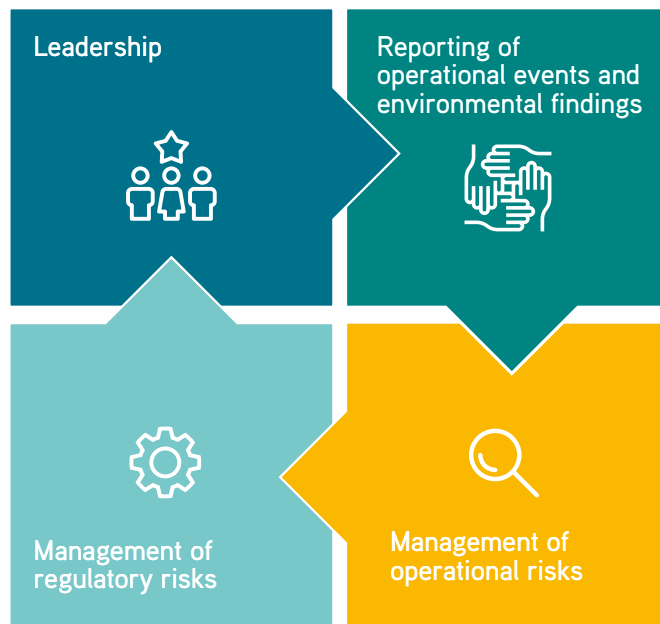 Leadership
Reporting of
operational events and
environmental findings
Management of
regulatory risks
Management of
operational risks